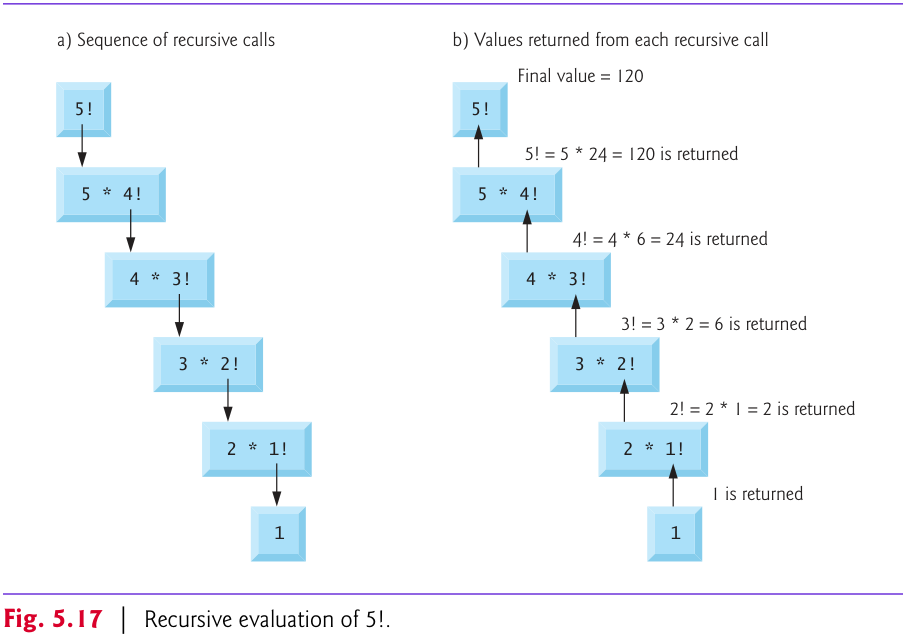 a) Sequence of recursive calls
5!
5 * 4!
4 * 3!
3 * 2!
2 * 1!
1
b) Values returned from each recursive call
Final value = 120
5!
5! = 5 * 24 = 120 is returned
5 * 4!
4! = 4 * 6 = 24 is returned
4 * 3!
3! = 3 * 2 = 6 is returned
3 * 2!
2! = 2 * 1 = 2 is returned
2 * 1!
1 is returned
1
Fig. 5.17 | Recursive evaluation of 5!.